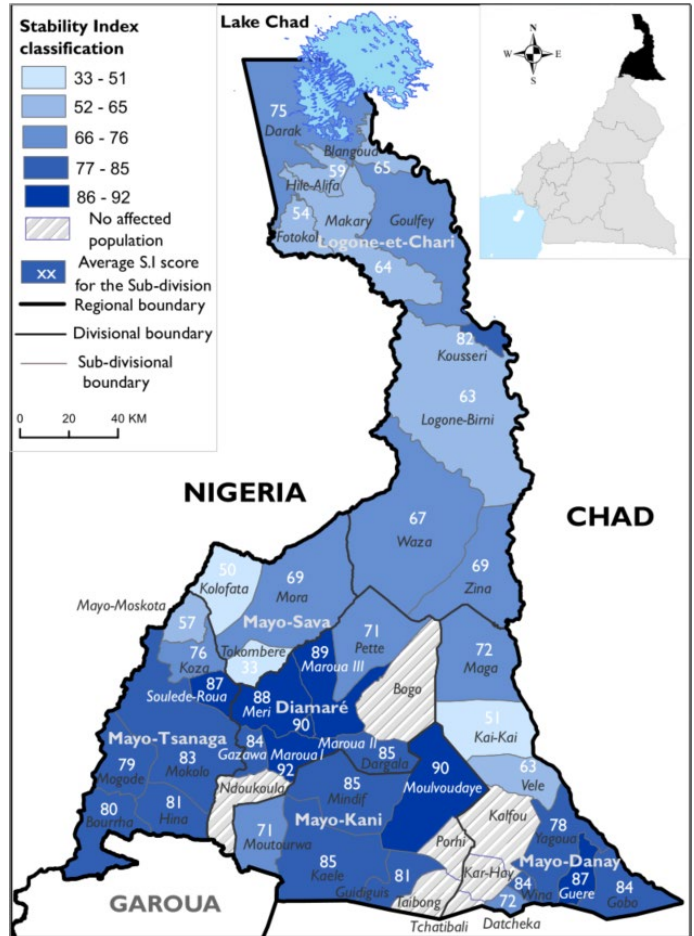 Stability Index
classification
33 - 51
52 - 65
66 - 76
77 - 85
86 - 92
No affected
population
xx
Average S.I score
for the Sub-division
Regional boundary
Divisional boundary
Sub-divisional
boundary
0 20 40 KM
Lake Chad
N
W E
S
75
Darak
Blangoud
65
59
Hile-Alifa
54
Fotokol
Makary
Goulfey
Logone-et-Chari
64
82
Kousseri
63
Logone-Birni
NIGERIA
CHAD
67
Waza
69
Zina
50
Kolofata
69
Mora
Mayo-Sava
Mayo-Moskota
57
76
Koza
Tokombere
33
89
Maroua III
71
Pette
72
Maga
Bogo
87
Soulede-Roua
88
Meri
Diamaré
90
51
Kai-Kai
Mayo-Tsanaga
84
Gazawa
Maroua I
92
Maroua II
85
Dargala
90
Moulvoudaye
63
Vele
79
Mogode
83
Mokolo
Ndoukoula
85
Mindif
Mayo-Kani
Kalfou
78
Yagoua
80
Bourrha
81
Hina
71
Moutourwa
Porhi
Mayo-Danay
85
Kaele
81
Guidiguis
Kar-Hay
84
Wina
87
Guere
84
Gobo
Taibong
72
Datcheka
Tchatibali
GAROUA